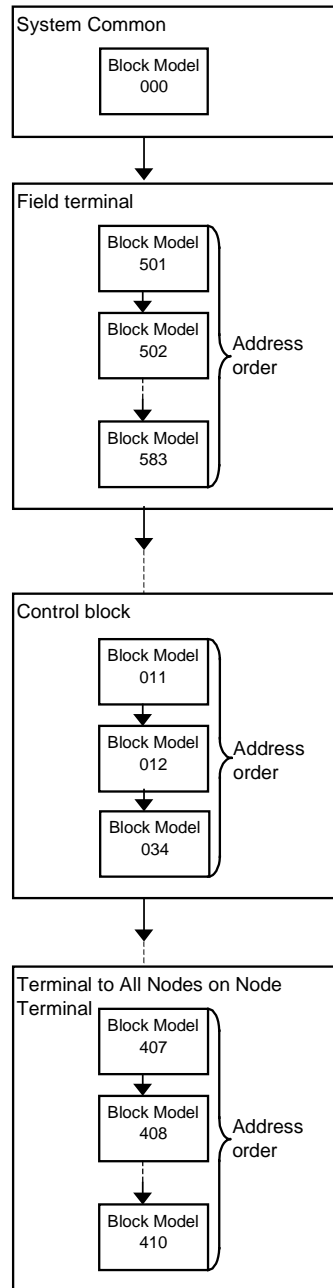 System Common
Block Model
000
Field terminal
Block Model
501
Block Model
502
Address
order
Block Model
583
Control block
Block Model
011
Block Model
012
Address
order
Block Model
034
Terminal to All Nodes on Node
Terminal
Block Model
407
Block Model
408
Address
order
Block Model
410